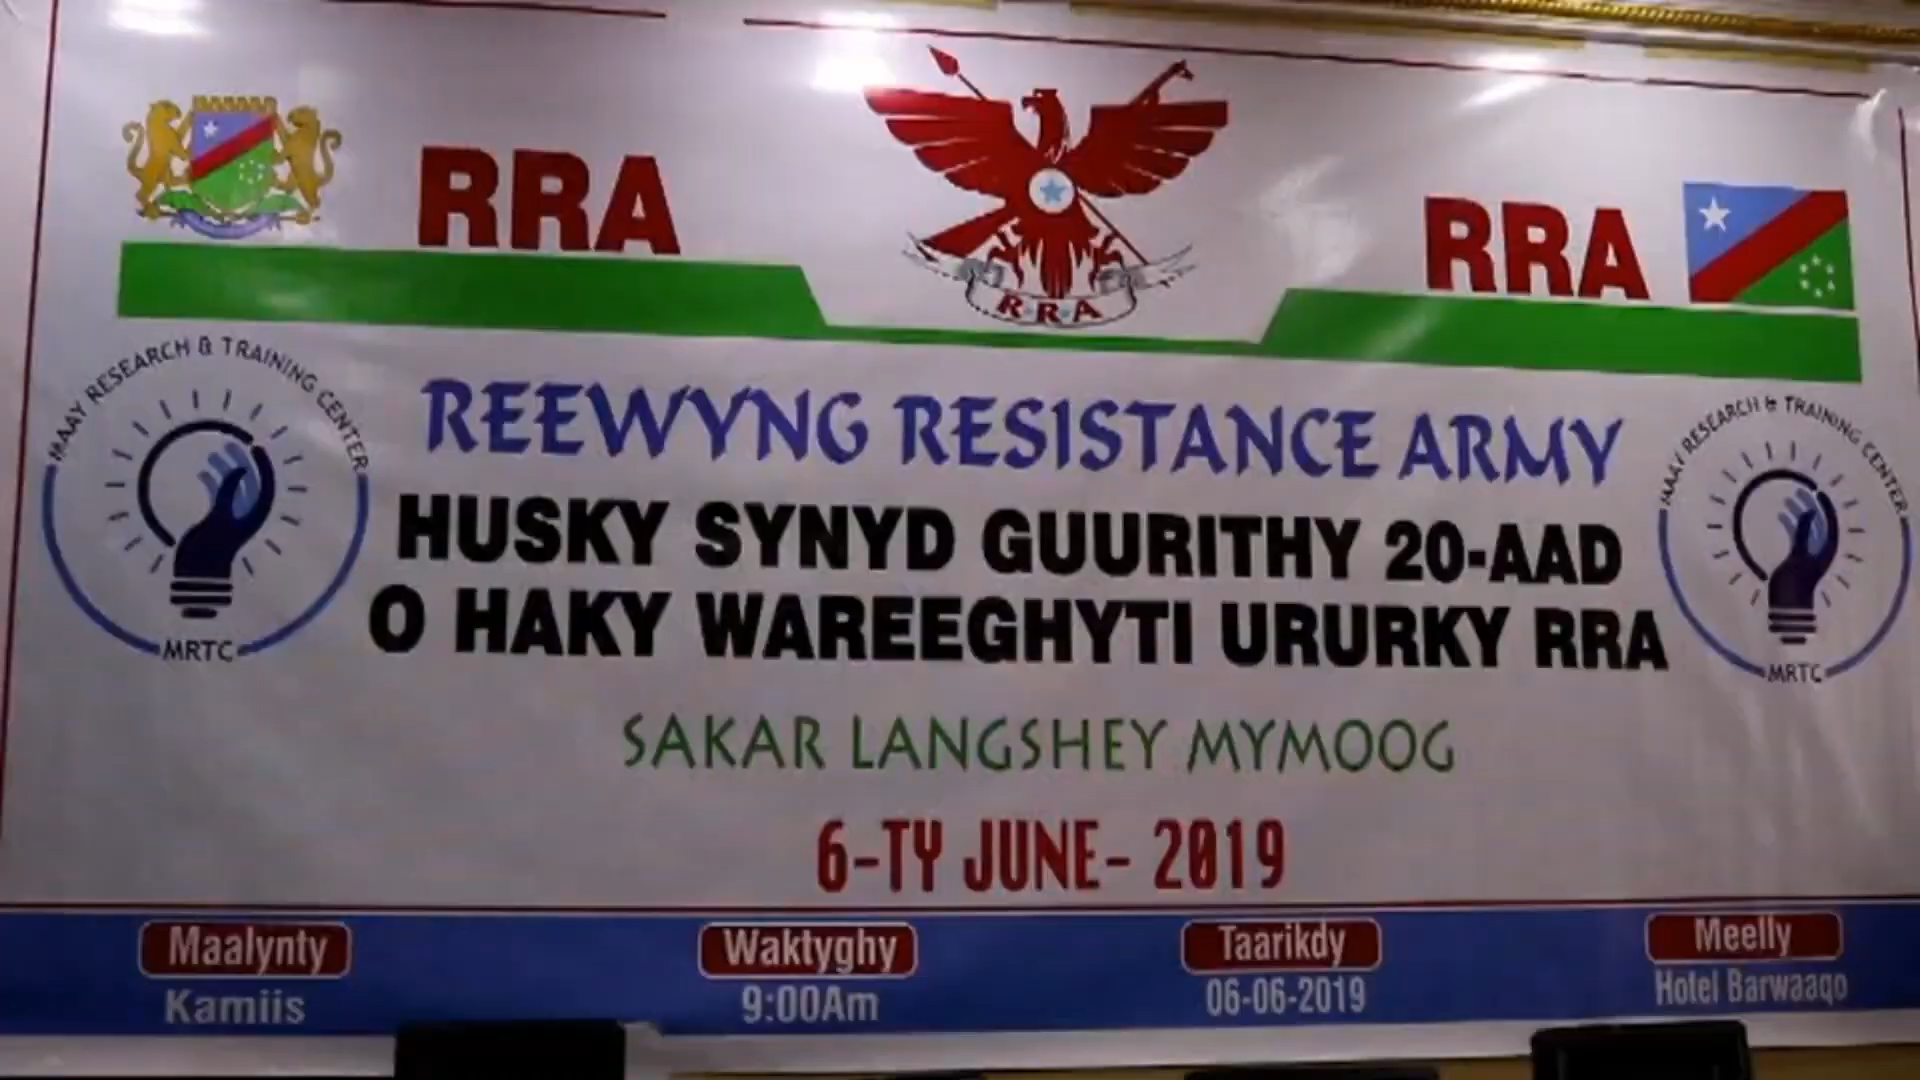 RRA
RRA
R★R★A
MAAY RESEARCH & TRAINING CENTER
MRTC
MAAY RESEARCH & TRAINING CENTER
MRTC
REEWYNG RESISTANCE ARMY
HUSKY SYNYD GUURITHY 20-AAD
O HAKY WAREEGHYTI URURKY RRA
SAKAR LANGSHEY MYMOOG
6-TY JUNE- 2019
Maalynty
Kamiis
Waktyghy
9:00Am
Taarikdy
06-06-2019
Meelly
Hotel Barwaaqo